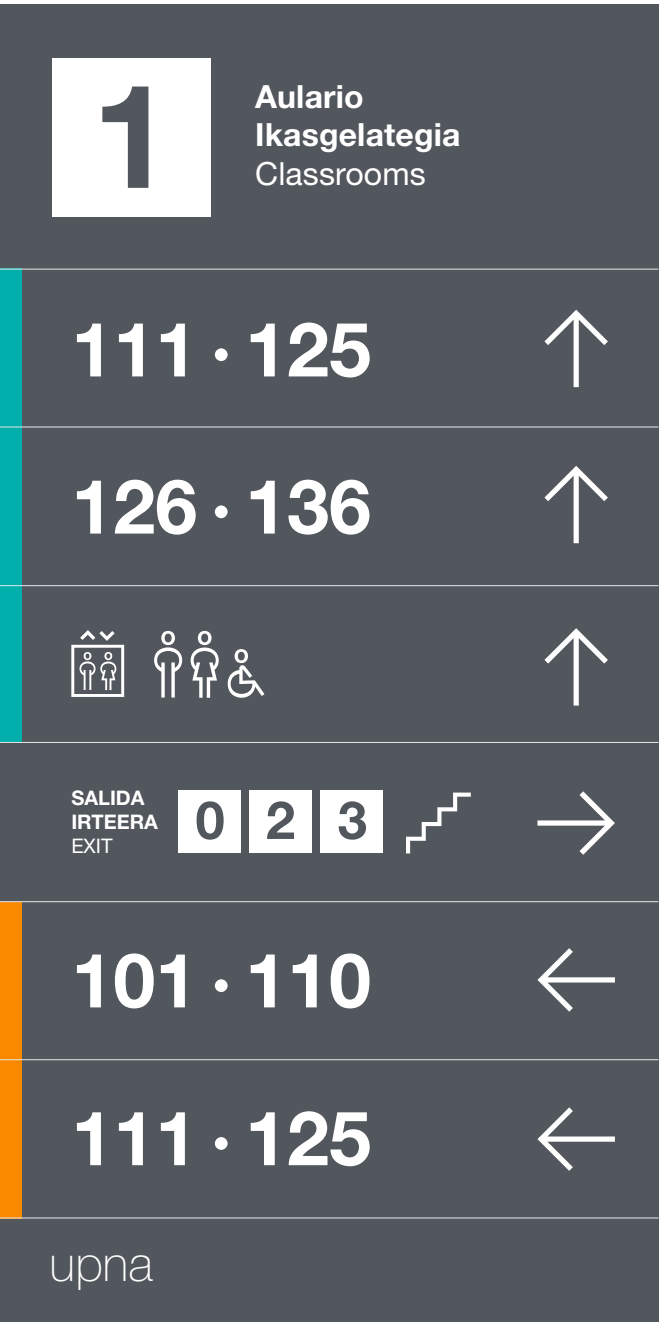 1
Aulario
Ikasgelategia
Classrooms
111 · 125
126 · 136
SALIDA
IRTEERA
EXIT
0 2 3
101 · 110
111 · 125
upna